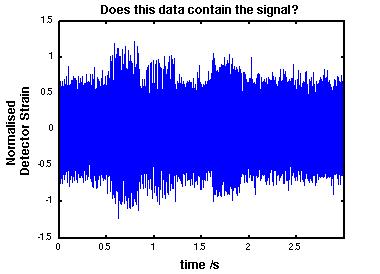 Does this data contain the signal?
1.5
1
0.5
0
-0.5
-1
-1.5
Normalised
Detector Strain
0 0.5 1 1.5 2 2.5
time /s